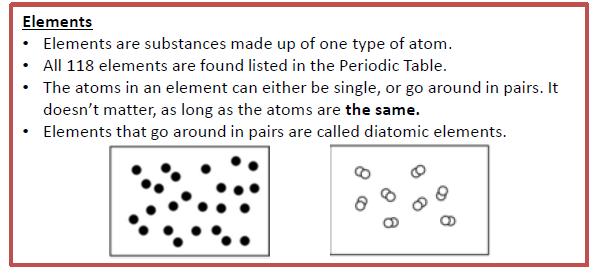 Elements
• Elements are substances made up of one type of atom.
• All 118 elements are found listed in the Periodic Table.
• The atoms in an element can either be single, or go around in pairs. It
doesn’t matter, as long as the atoms are the same.
• Elements that go around in pairs are called diatomic elements.